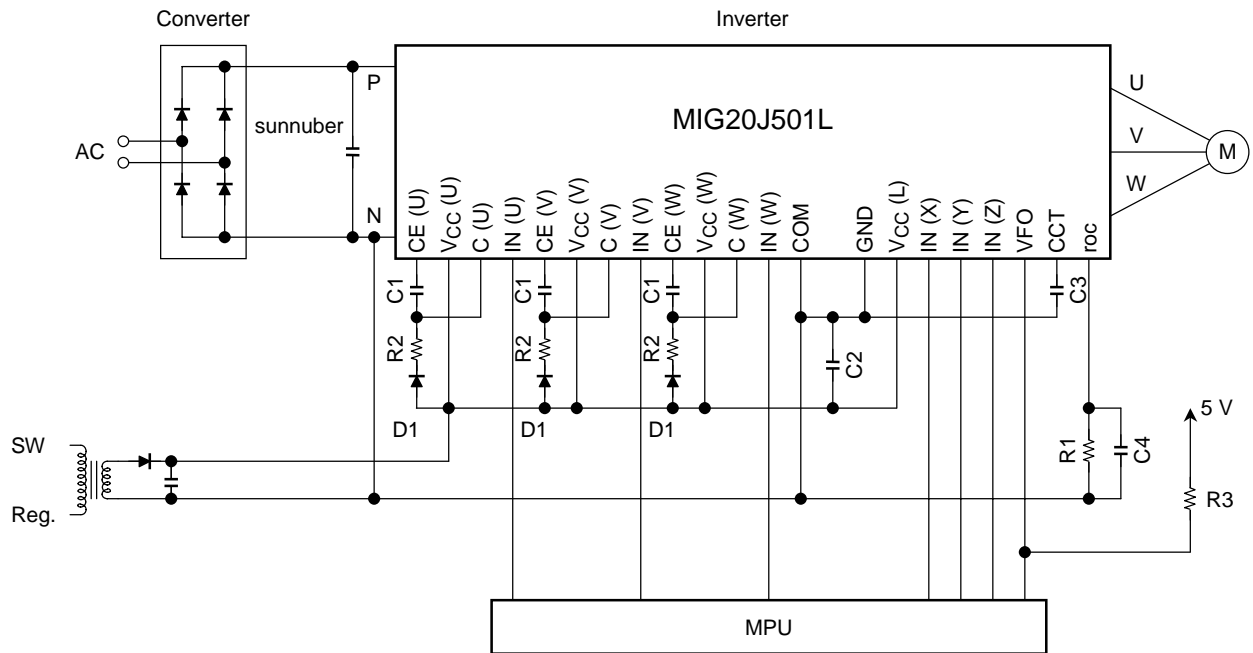 Converter
Inverter
P
U
MIG20J501L
sunnuber
V
M
AC
W
N
CE (U)
VCC (U)
C (U)
IN (U)
CE (V)
VCC (V)
C (V)
IN (V)
CE (W)
VCC (W)
C (W)
IN (W)
COM
GND
VCC (L)
IN (X)
IN (Y)
IN (Z)
VFO
CCT
roc
C1
C1
C1
C3
R2
R2
R2
C2
D1
D1
D1
5 V
SW
R1
C4
Reg.
R3
MPU